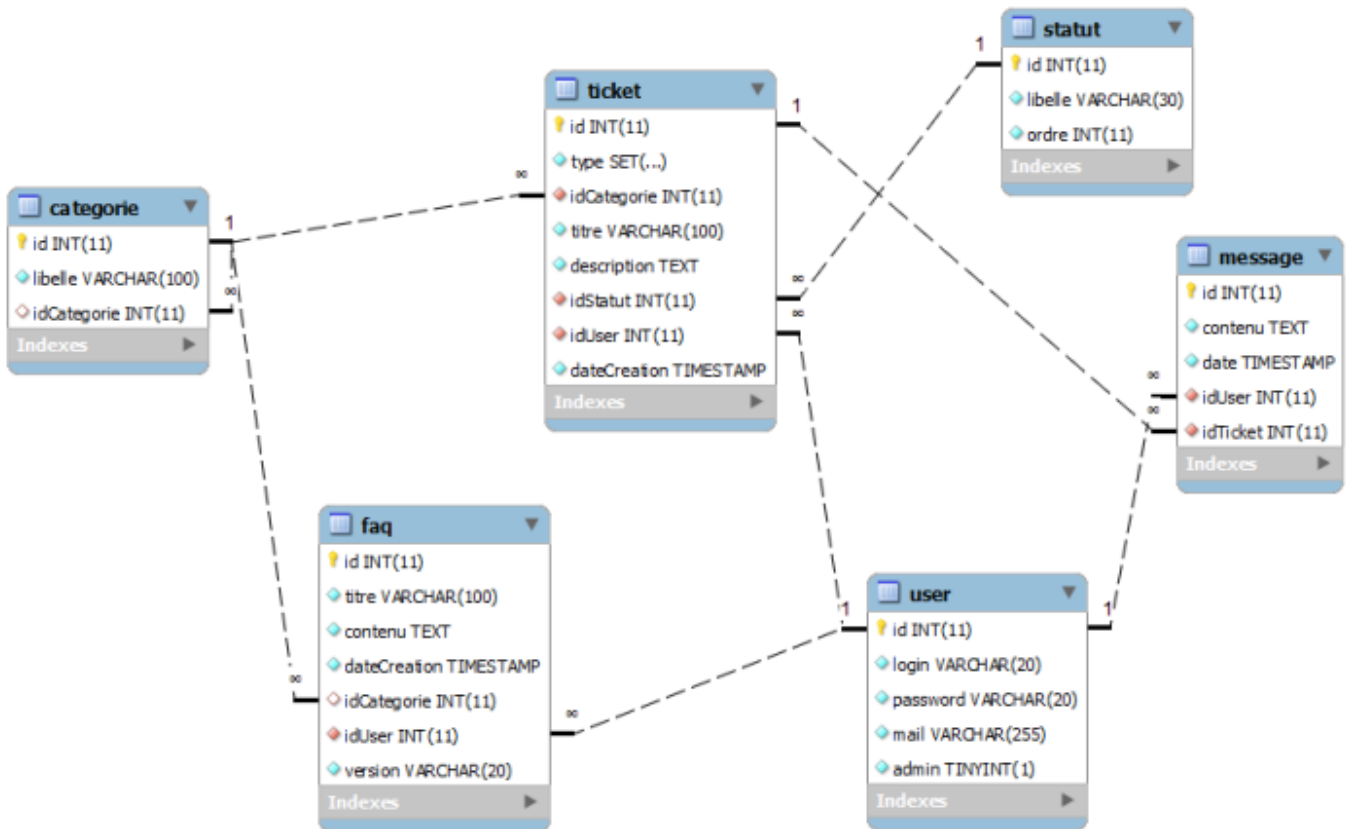 categorie
id INT(11)
libelle VARCHAR(100)
idCategorie INT(11)
Indexes
1
∞
ticket
id INT(11)
type SET(...)
idCategorie INT(11)
titre VARCHAR(100)
description TEXT
idStatut INT(11)
idUser INT(11)
dateCreation TIMESTAMP
Indexes
∞
1
∞
∞
statut
id INT(11)
libelle VARCHAR(30)
ordre INT(11)
Indexes
1
message
id INT(11)
contenu TEXT
date TIMESTAMP
idUser INT(11)
idTicket INT(11)
Indexes
∞
∞
faq
id INT(11)
titre VARCHAR(100)
contenu TEXT
dateCreation TIMESTAMP
idCategorie INT(11)
idUser INT(11)
version VARCHAR(20)
Indexes
∞
∞
user
id INT(11)
login VARCHAR(20)
password VARCHAR(20)
mail VARCHAR(255)
admin TINYINT(1)
Indexes
1
1